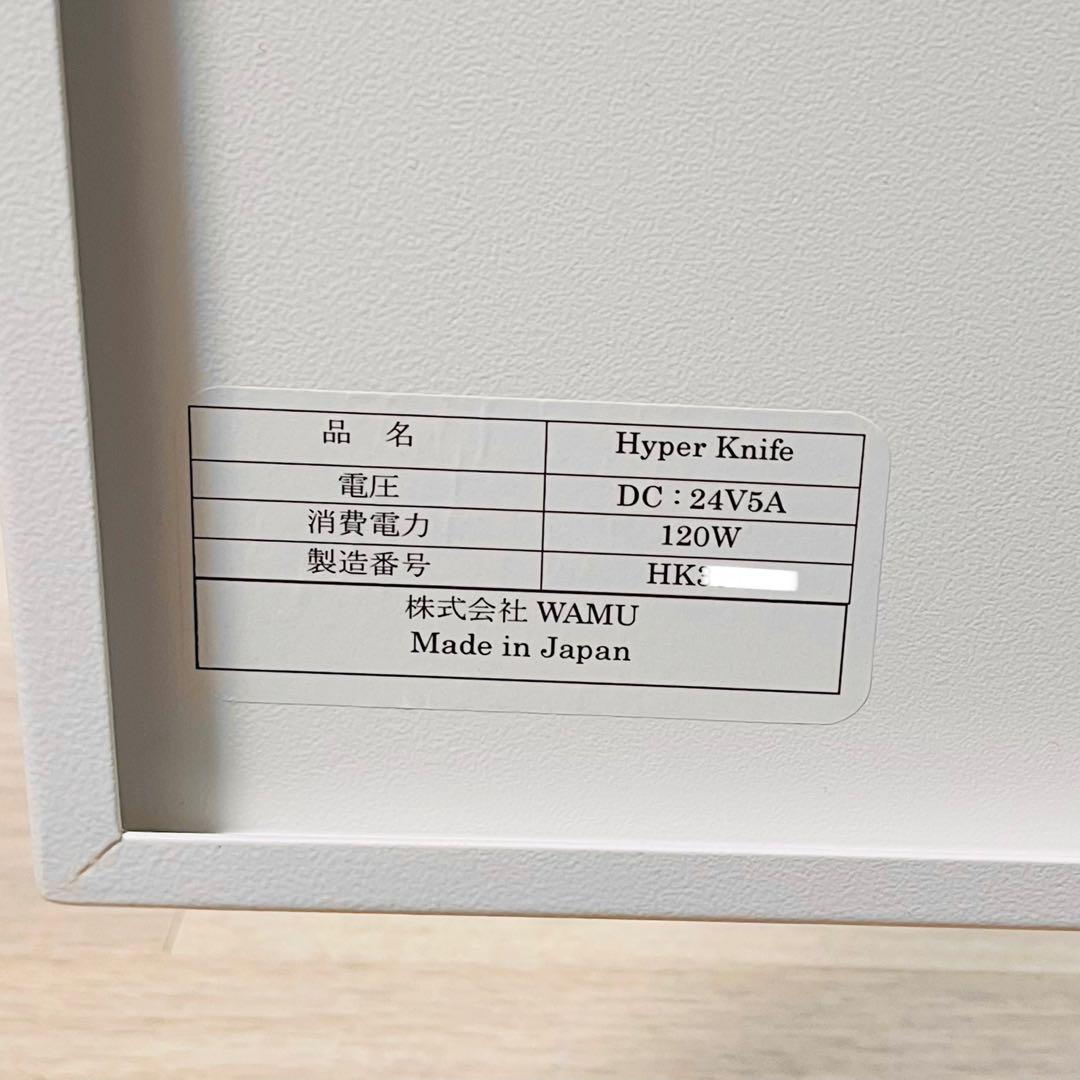 品 名 Hyper Knife
電圧 DC：24V5A
消費電力 120W
製造番号 HK3
株式会社 WAMU
Made in Japan